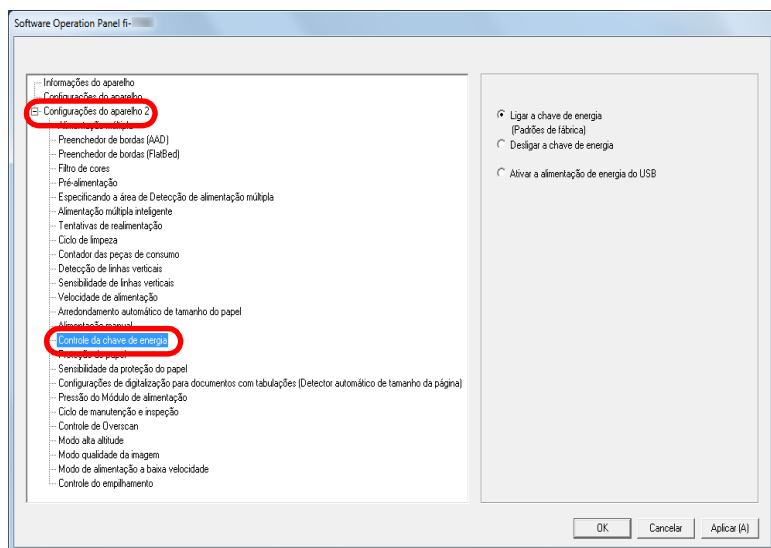 Software Operation Panel fi-
Informações do aparelho
Configurações do aparelho
Configurações do aparelho 2
Alimentação múltipla
Preenchedor de bordas (AAD)
Preenchedor de bordas (FlatBed)
Filtro de cores
Pré-alimentação
Especificando a área de Detecção de alimentação múltipla
Alimentação múltipla inteligente
Tentativas de realimentação
Ciclo de limpeza
Contador das peças de consumo
Detecção de linhas verticais
Sensibilidade de linhas verticais
Velocidade de alimentação
Arredondamento automático de tamanho do papel
Alimentação manual
Controle da chave de energia
Proteção do papel
Sensibilidade da proteção do papel
Configurações de digitalização para documentos com tabulações (Detector automático de tamanho da página)
Pressão do Módulo de alimentação
Ciclo de manutenção e inspeção
Controle de Overscan
Modo alta altitude
Modo qualidade da imagem
Modo de alimentação a baixa velocidade
Controle do empilhamento
Ligar a chave de energia
(Padrões de fábrica)
Desligar a chave de energia
Ativar a alimentação de energia do USB
OK
Cancelar
Aplicar (A)